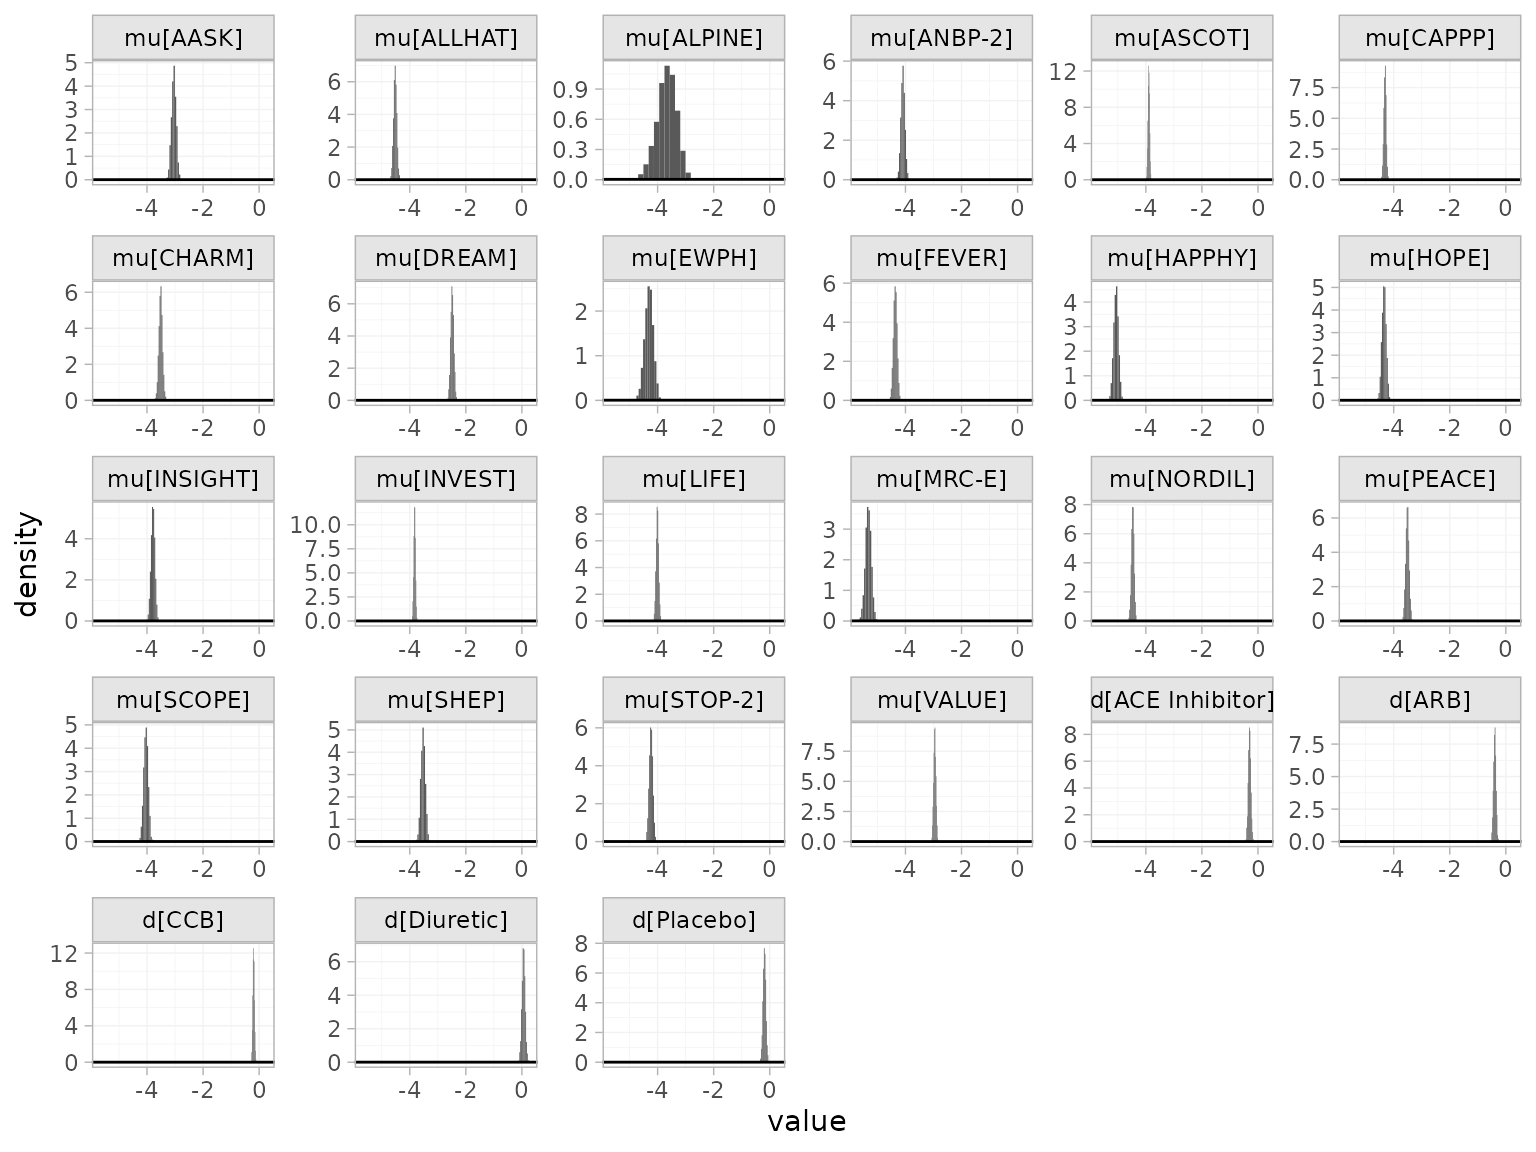 mu[AASK] mu[ALLHAT] mu[ALPINE] mu[ANBP-2] mu[ASCOT] mu[CAPPP]
5 4 3 2 1 0
6 4 2 0
0.9 0.6 0.3 0.0
6 4 2 0
12 8 4 0
7.5 5.0 2.5 0.0
-4 -2 0 -4 -2 0 -4 -2 0 -4 -2 0 -4 -2 0 -4 -2 0
mu[CHARM] mu[DREAM] mu[EWPH] mu[FEVER] mu[HAPPHY] mu[HOPE]
6 4 2 0
6 4 2 0
2 1 0
6 4 2 0
4 3 2 1 0
5 4 3 2 1 0
-4 -2 0 -4 -2 0 -4 -2 0 -4 -2 0 -4 -2 0 -4 -2 0
density
mu[INSIGHT] mu[INVEST] mu[LIFE] mu[MRC-E] mu[NORDIL] mu[PEACE]
4 2 0
10.0 7.5 5.0 2.5 0.0
8 6 4 2 0
3 2 1 0
8 6 4 2 0
6 4 2 0
-4 -2 0 -4 -2 0 -4 -2 0 -4 -2 0 -4 -2 0 -4 -2 0
mu[SCOPE] mu[SHEP] mu[STOP-2] mu[VALUE] d[ACE Inhibitor] d[ARB]
5 4 3 2 1 0
5 4 3 2 1 0
6 4 2 0
7.5 5.0 2.5 0.0
8 6 4 2 0
7.5 5.0 2.5 0.0
-4 -2 0 -4 -2 0 -4 -2 0 -4 -2 0 -4 -2 0 -4 -2 0
d[CCB] d[Diuretic] d[Placebo]
12 8 4 0
6 4 2 0
8 6 4 2 0
-4 -2 0 -4 -2 0 -4 -2 0
value